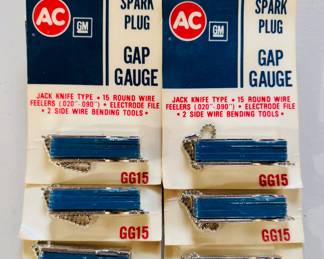 AC
GM
SPARK
PLUG
GAP
GAUGE
JACK KNIFE TYPE • 15 ROUND WIRE
FEELERS (.020"-.090") • ELECTRODE FILE
• 2 SIDE WIRE BENDING TOOLS •
GG15
GG15
AC
GM
SPARK
PLUG
GAP
GAUGE
JACK KNIFE TYPE • 15 ROUND WIRE
FEELERS (.020"-.090") • ELECTRODE FILE
• 2 SIDE WIRE BENDING TOOLS •
GG15
GG15